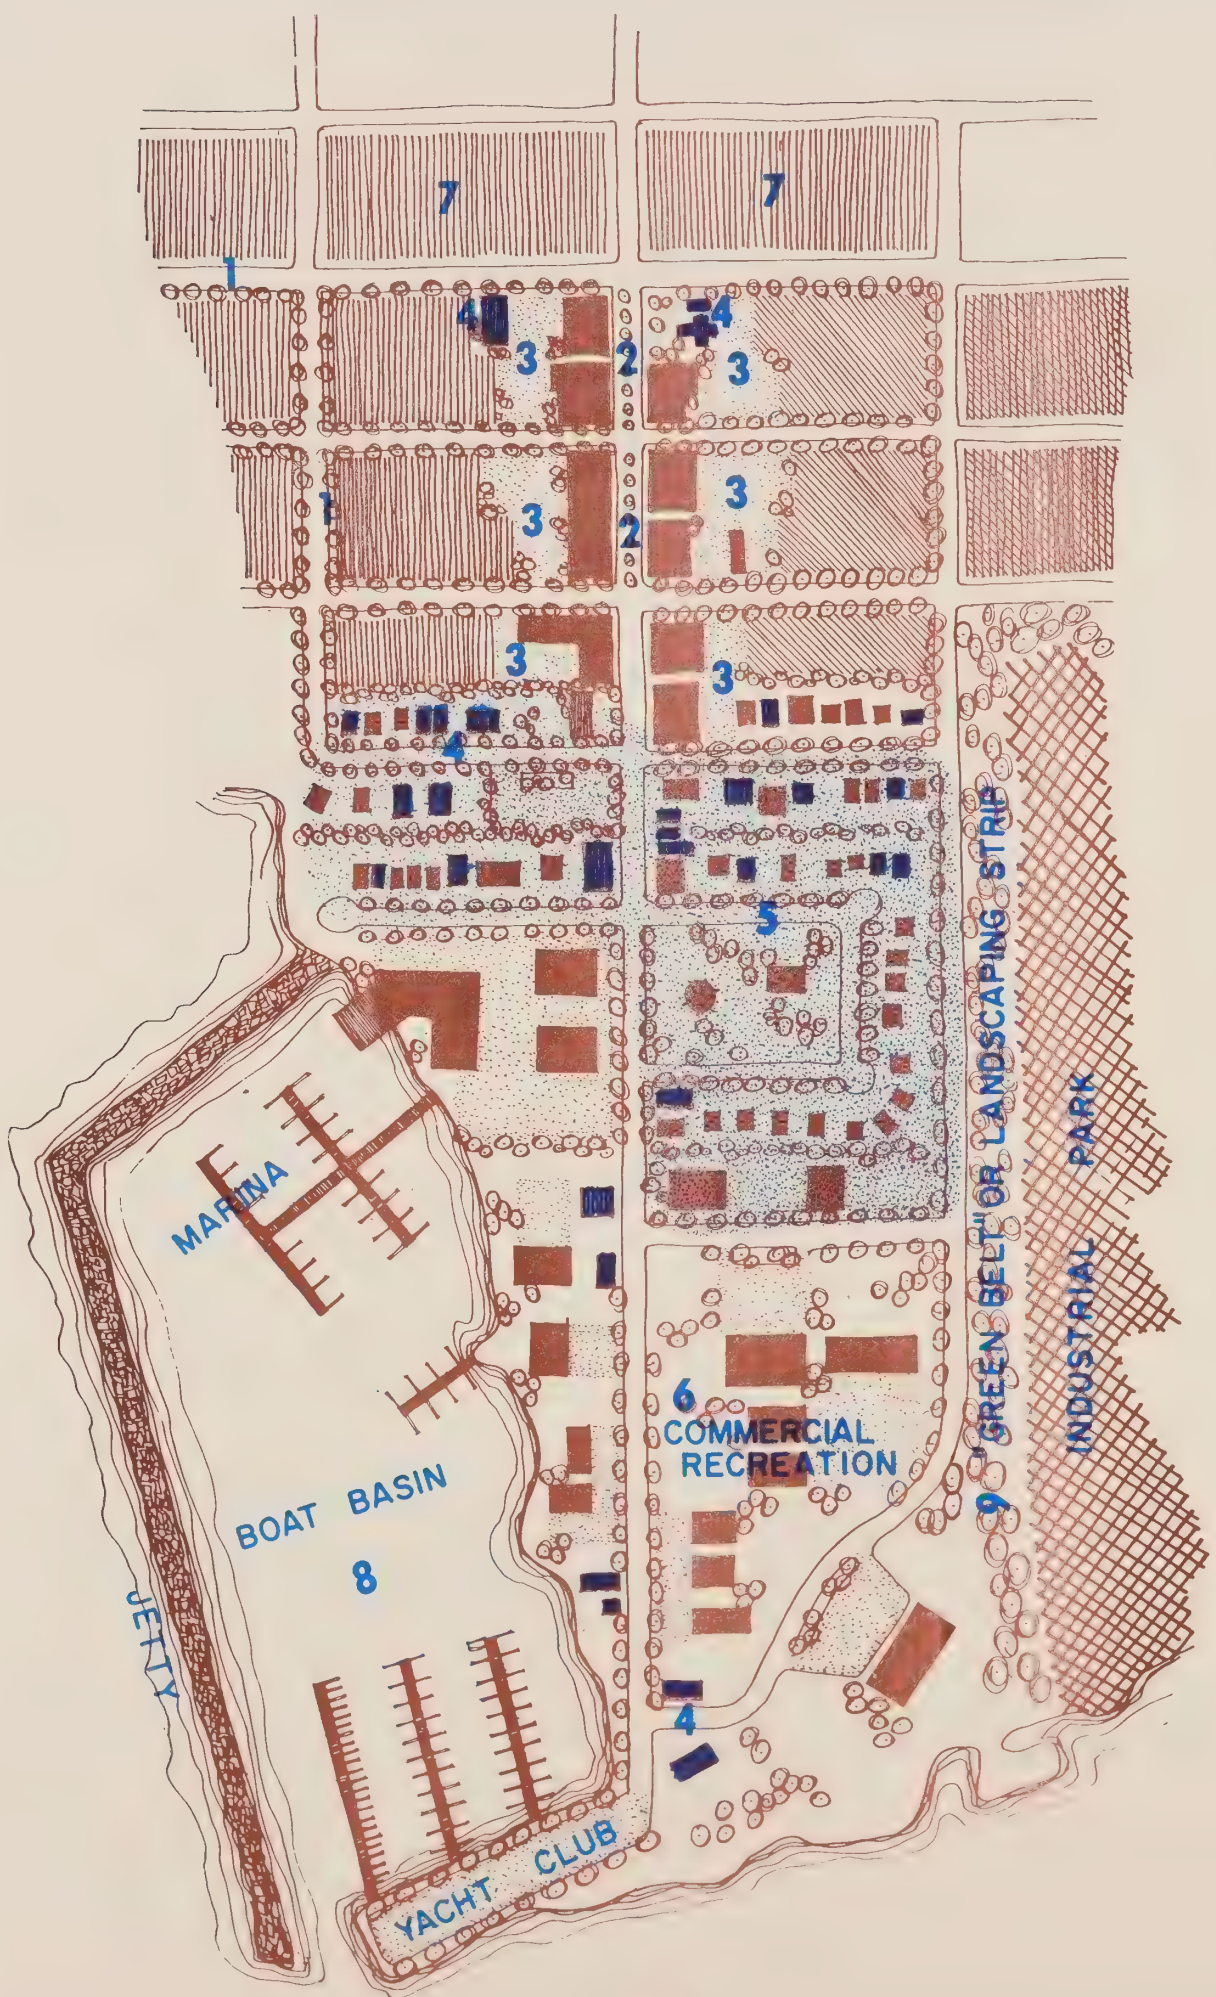 7
7
1
4
4
3
2
3
1
3
2
3
3
3
4
5
MARINA
6
COMMERCIAL
RECREATION
BOAT BASIN
8
JETTY
4
YACHT CLUB
9 "GREEN BELT" OR LANDSCAPING STRIP
INDUSTRIAL PARK